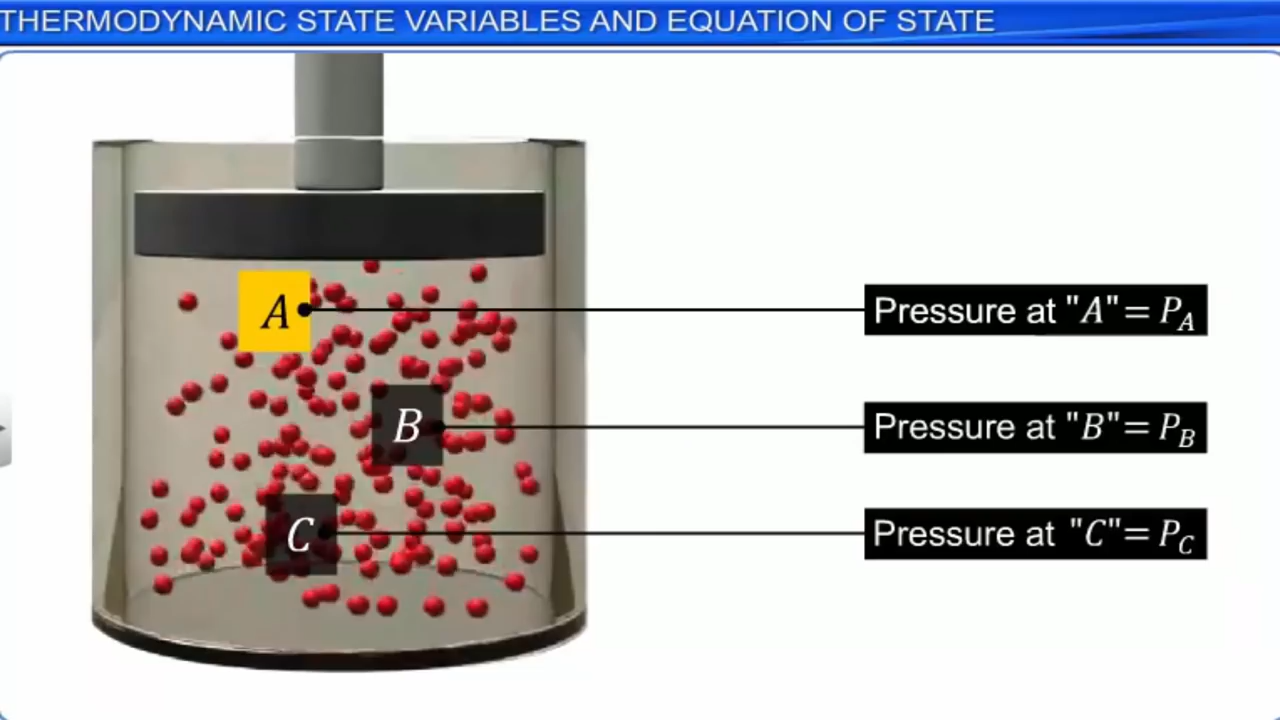 THERMODYNAMIC STATE VARIABLES AND EQUATION OF STATE
A
Pressure at "A"= P_A
B
Pressure at "B"= P_B
C
Pressure at "C"= P_C